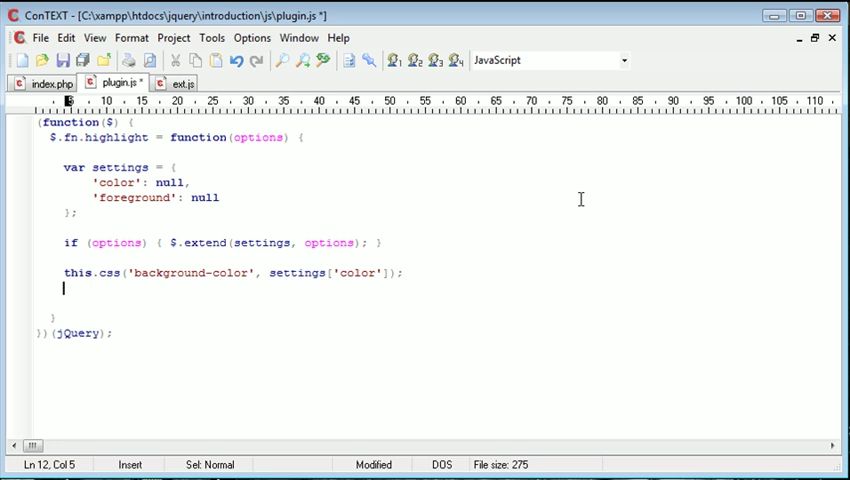 ConTEXT - [C:\xampp\htdocs\jquery\introduction\js\plugin.js *]
File Edit View Format Project Tools Options Window Help
JavaScript
index.php plugin.js * ext.js
5 10 15 20 25 30 35 40 45 50 55 60 65 70 75 80 85 90 95 100 105 110
(function($) {
$.fn.highlight = function(options) {
var settings = {
'color': null,
'foreground': null
};
if (options) { $.extend(settings, options); }
this.css('background-color', settings['color']);
}
})(jQuery);
Ln 12, Col 5 Insert Sel: Normal Modified DOS File size: 275